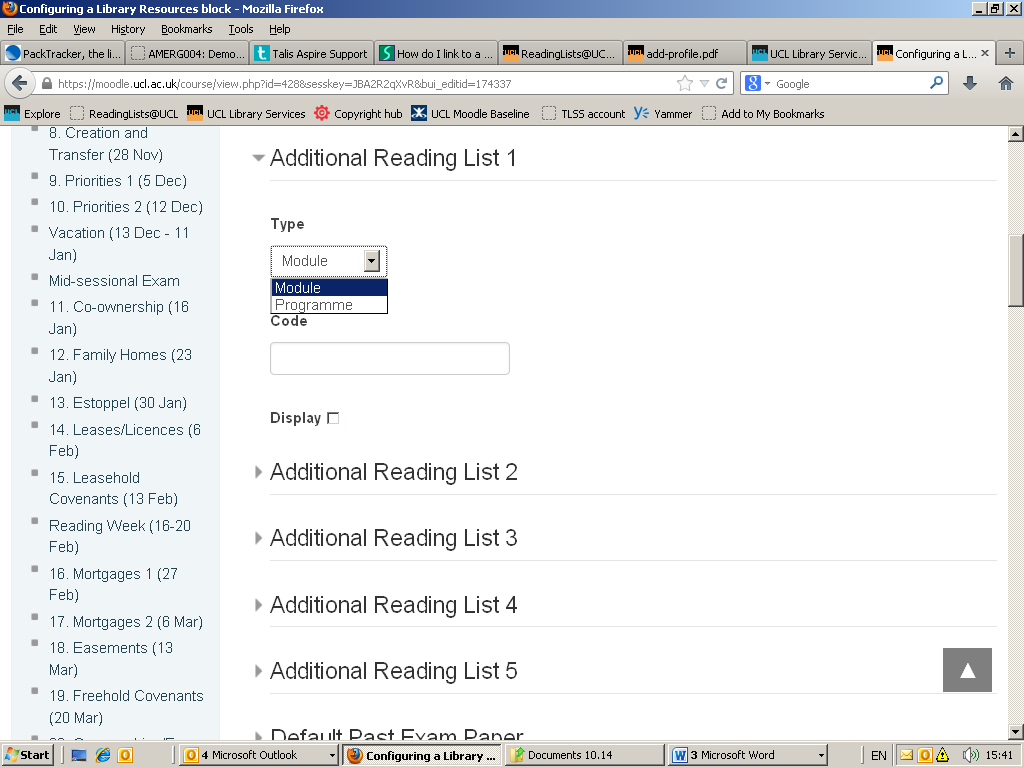 Configuring a Library Resources block - Mozilla Firefox
File Edit View History Bookmarks Tools Help
PackTracker, the li...
AMERG004: Demo...
Talis Aspire Support
How do I link to a ...
ReadingLists@UC...
add-profile.pdf
UCL Library Servic...
Configuring a L...
https://moodle.ucl.ac.uk/course/view.php?id=428&sesskey=JBA2R2qXvR&bui_editid=174337
Google
Explore
ReadingLists@UCL
UCL Library Services
Copyright hub
UCL Moodle Baseline
TLSS account
Yammer
Add to My Bookmarks
8. Creation and
Transfer (28 Nov)
9. Priorities 1 (5 Dec)
10. Priorities 2 (12 Dec)
Vacation (13 Dec - 11
Jan)
Mid-sessional Exam
11. Co-ownership (16
Jan)
12. Family Homes (23
Jan)
13. Estoppel (30 Jan)
14. Leases/Licences (6
Feb)
15. Leasehold
Covenants (13 Feb)
Reading Week (16-20
Feb)
16. Mortgages 1 (27
Feb)
17. Mortgages 2 (6 Mar)
18. Easements (13
Mar)
19. Freehold Covenants
(20 Mar)
Additional Reading List 1
Type
Module
Module
Programme
Code
Display
Additional Reading List 2
Additional Reading List 3
Additional Reading List 4
Additional Reading List 5
Default Past Exam Paper
Start
4 Microsoft Outlook
Configuring a Library ...
Documents 10.14
3 Microsoft Word
EN
15:41